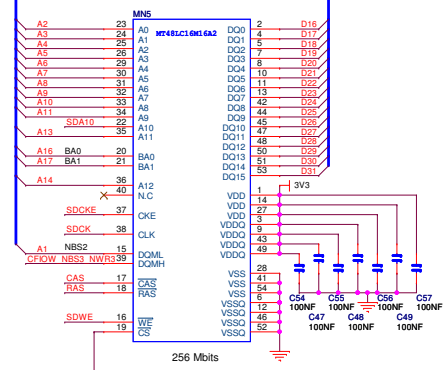 MN5
MT48LC16M16A2
A2 23 A0 DQ0 2 D16
A3 24 A1 DQ1 4 D17
A4 25 A2 DQ2 5 D18
A5 26 A3 DQ3 7 D19
A6 29 A4 DQ4 8 D20
A7 30 A5 DQ5 10 D21
A8 31 A6 DQ6 11 D22
A9 32 A7 DQ7 13 D23
A10 33 A8 DQ8 42 D24
A11 34 A9 DQ9 44 D25
SDA10 22 A10 DQ10 45 D26
A13 35 A11 DQ11 47 D27
DQ12 48 D28
A16 BA0 20 BA0 DQ13 50 D29
A17 BA1 21 BA1 DQ14 51 D30
DQ15 53 D31
A14 36 A12
40 N.C VDD 1 3V3
VDD 14
SDCKE 37 CKE VDD 27
VDDQ 3
SDCK 38 CLK VDDQ 9
VDDQ 43
A1 NBS2 15 DQML VDDQ 49
CFIOW_NBS3_NWR3 39 DQMH
VSS 28
CAS 17 CAS VSS 41
RAS 18 RAS VSS 54
VSSQ 6
VSSQ 12
SDWE 16 WE VSSQ 46
19 CS VSSQ 52
C54 C55 C56 C57
100NF 100NF 100NF 100NF
C47 C48 C49
100NF 100NF 100NF
256 Mbits